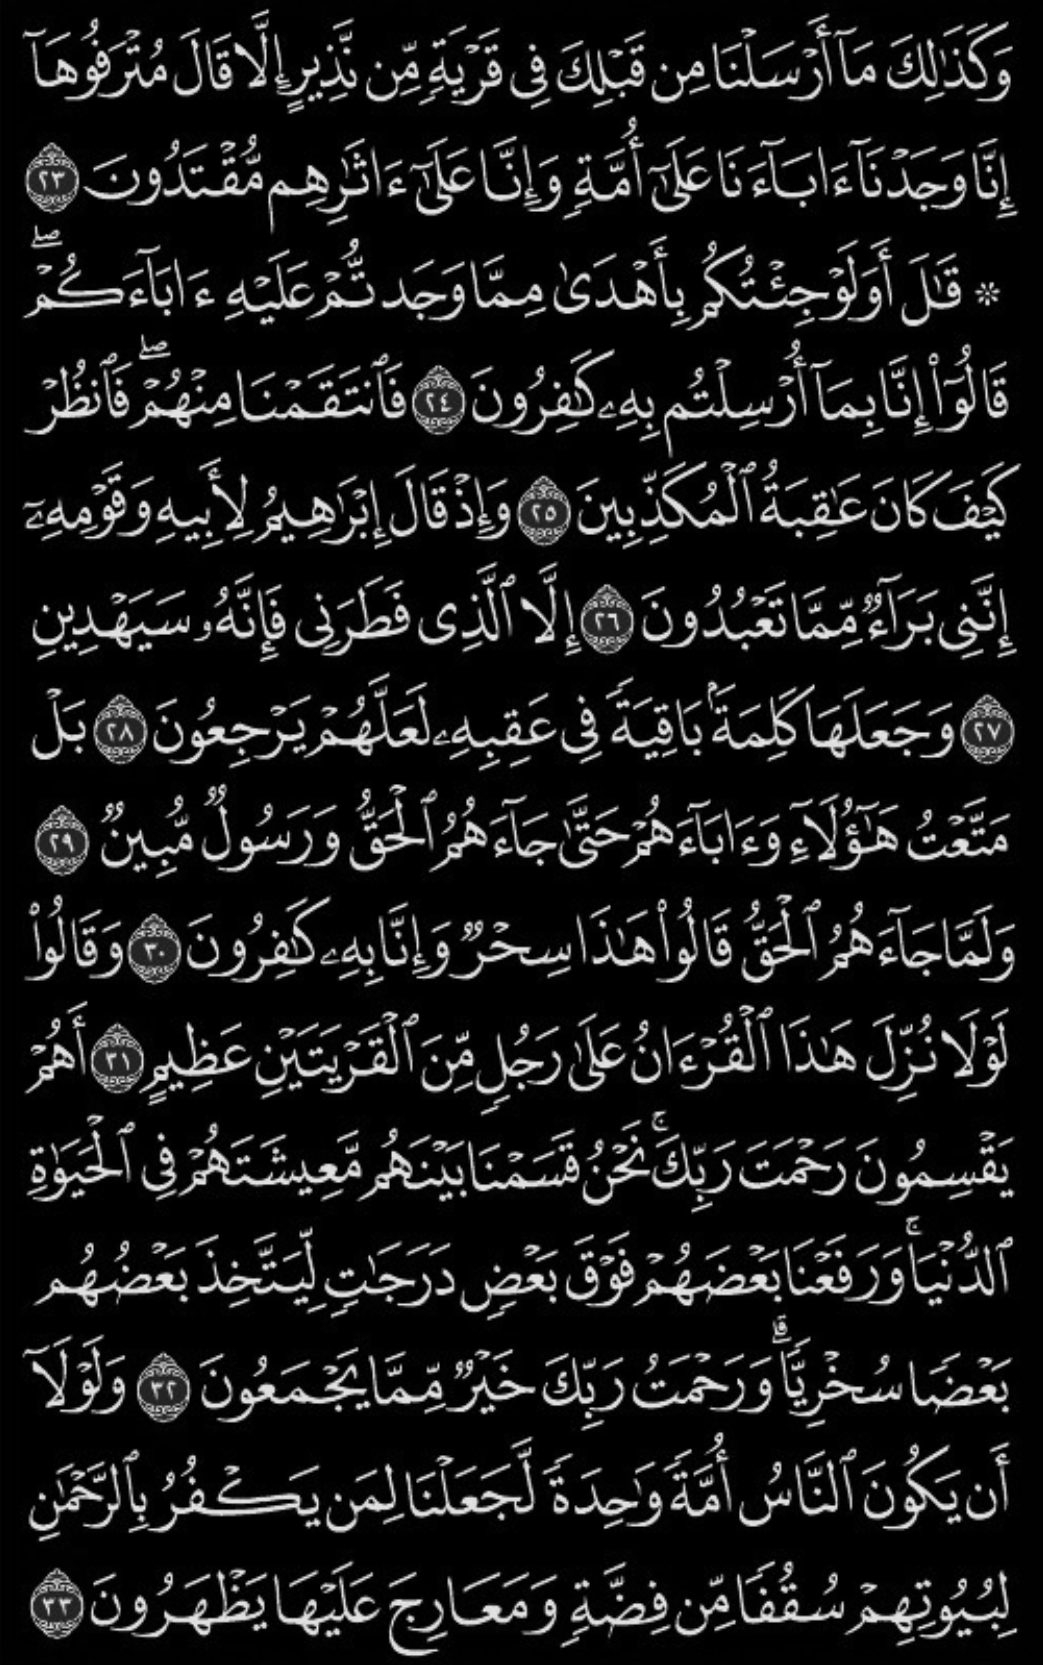 وَكَذَٰلِكَ مَآ أَرْسَلْنَا مِن قَبْلِكَ فِى قَرْيَةٍ مِّن نَّذِيرٍ إِلَّا قَالَ مُتْرَفُوهَآ
إِنَّا وَجَدْنَآ ءَابَآءَنَا عَلَىٰٓ أُمَّةٍ وَإِنَّا عَلَىٰٓ ءَاثَٰرِهِم مُّقْتَدُونَ ٢٣
۞ قَٰلَ أَوَلَوْ جِئْتُكُم بِأَهْدَىٰ مِمَّا وَجَدتُّمْ عَلَيْهِ ءَابَآءَكُمْ ۖ
قَالُوٓا۟ إِنَّا بِمَآ أُرْسِلْتُم بِهِۦ كَٰفِرُونَ ٢٤ فَٱنتَقَمْنَا مِنْهُمْ ۖ فَٱنظُرْ
كَيْفَ كَانَ عَٰقِبَةُ ٱلْمُكَذِّبِينَ ٢٥ وَإِذْ قَالَ إِبْرَٰهِيمُ لِأَبِيهِ وَقَوْمِهِۦٓ
إِنَّنِى بَرَآءٌ مِّمَّا تَعْبُدُونَ ٢٦ إِلَّا ٱلَّذِى فَطَرَنِى فَإِنَّهُۥ سَيَهْدِينِ
٢٧ وَجَعَلَهَا كَلِمَةًۢ بَاقِيَةً فِى عَقِبِهِۦ لَعَلَّهُمْ يَرْجِعُونَ ٢٨ بَلْ
مَتَّعْتُ هَٰٓؤُلَآءِ وَءَابَآءَهُمْ حَتَّىٰ جَآءَهُمُ ٱلْحَقُّ وَرَسُولٌ مُّبِينٌ ٢٩
وَلَمَّا جَآءَهُمُ ٱلْحَقُّ قَالُوا۟ هَٰذَا سِحْرٌ وَإِنَّا بِهِۦ كَٰفِرُونَ ٣٠ وَقَالُوا۟
لَوْلَا نُزِّلَ هَٰذَا ٱلْقُرْءَانُ عَلَىٰ رَجُلٍ مِّنَ ٱلْقَرْيَتَيْنِ عَظِيمٍ ٣١ أَهُمْ
يَقْسِمُونَ رَحْمَتَ رَبِّكَ ۚ نَحْنُ قَسَمْنَا بَيْنَهُم مَّعِيشَتَهُمْ فِى ٱلْحَيَوٰةِ
ٱلدُّنْيَا ۚ وَرَفَعْنَا بَعْضَهُمْ فَوْقَ بَعْضٍ دَرَجَٰتٍ لِّيَتَّخِذَ بَعْضُهُم
بَعْضًا سُخْرِيًّا ۗ وَرَحْمَتُ رَبِّكَ خَيْرٌ مِّمَّا يَجْمَعُونَ ٣٢ وَلَوْلَآ
أَن يَكُونَ ٱلنَّاسُ أُمَّةً وَٰحِدَةً لَّجَعَلْنَا لِمَن يَكْفُرُ بِٱلرَّحْمَٰنِ
لِبُيُوتِهِمْ سُقُفًا مِّن فِضَّةٍ وَمَعَارِجَ عَلَيْهَا يَظْهَرُونَ ٣٣